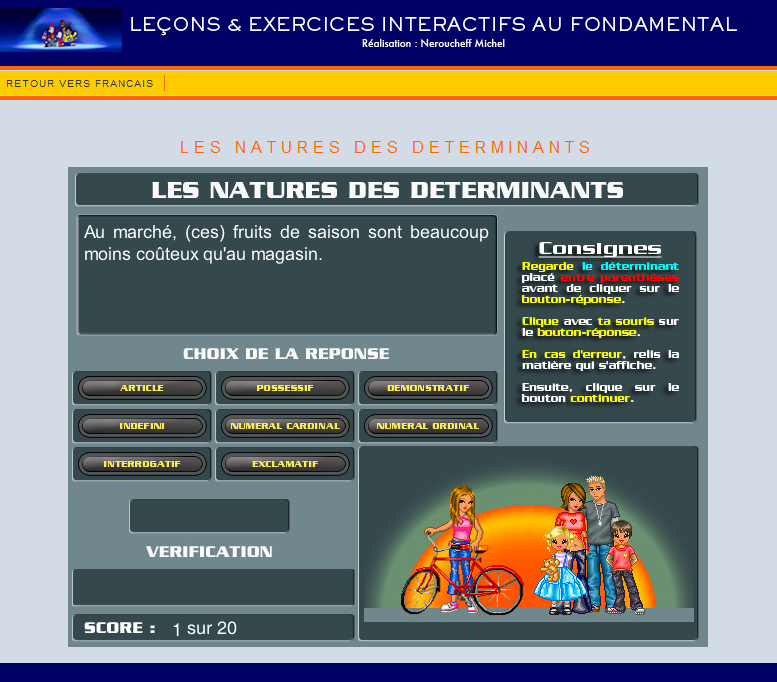 LEÇONS & EXERCICES INTERACTIFS AU FONDAMENTAL
Réalisation : Neroucheff Michel
RETOUR VERS FRANCAIS
LES NATURES DES DETERMINANTS
LES NATURES DES DETERMINANTS
Au marché, (ces) fruits de saison sont beaucoup
moins coûteux qu'au magasin.
Consignes
Regarde le déterminant
placé entre parenthéses
avant de cliquer sur le
bouton-réponse.
Clique avec ta souris sur
le bouton-réponse.
En cas d'erreur, relis la
matière qui s'affiche.
Ensuite, clique sur le
bouton continuer.
CHOIX DE LA REPONSE
ARTICLE
POSSESSIF
DEMONSTRATIF
INDEFINI
NUMERAL CARDINAL
NUMERAL ORDINAL
INTERROGATIF
EXCLAMATIF
VERIFICATION
SCORE : 1 sur 20